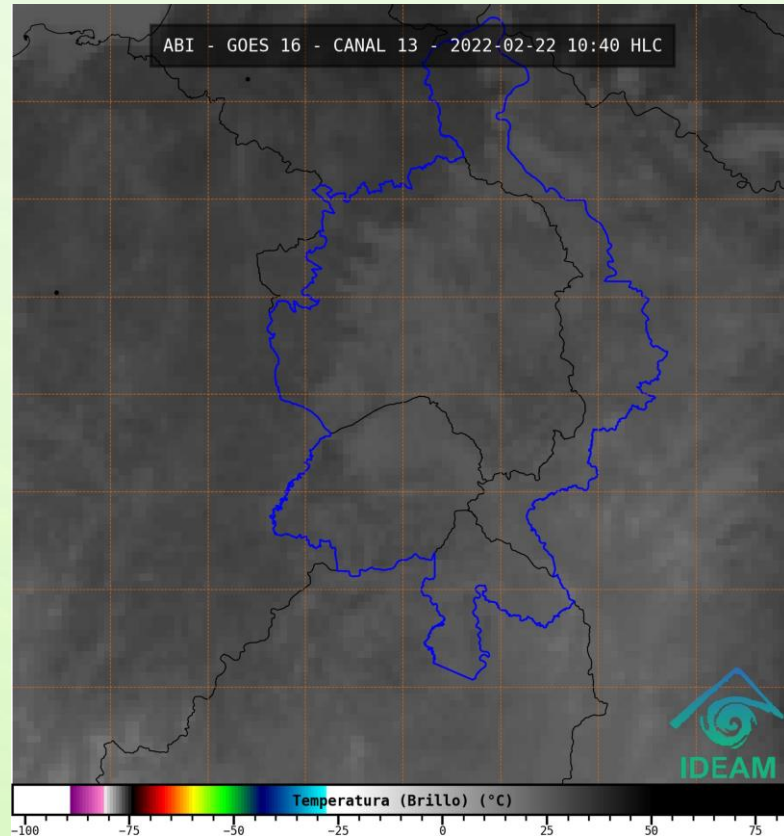 ABI - GOES 16 - CANAL 13 - 2022-02-22 10:40 HLC
IDEAM
Temperatura (Brillo) (°C)
−100 −75 −50 −25 0 25 50 75